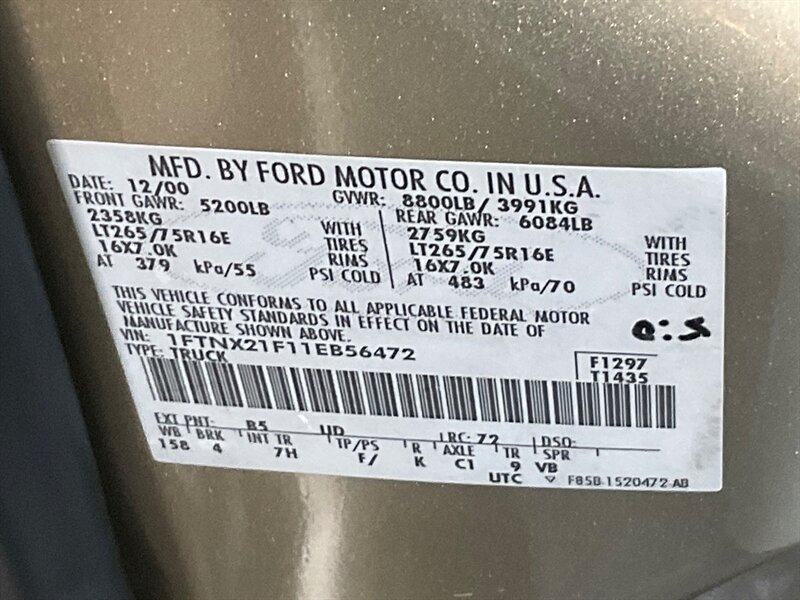 MFD. BY FORD MOTOR CO. IN U.S.A.
DATE: 12/00 GVWR: 8800LB/ 3991KG
FRONT GAWR: 5200LB REAR GAWR: 6084LB
2358KG WITH 2759KG WITH
LT265/75R16E TIRES LT265/75R16E TIRES
16X7.0K RIMS 16X7.0K RIMS
AT 379 kPa/55 PSI COLD AT 483 kPa/70 PSI COLD
THIS VEHICLE CONFORMS TO ALL APPLICABLE FEDERAL MOTOR
VEHICLE SAFETY STANDARDS IN EFFECT ON THE DATE OF
MANUFACTURE SHOWN ABOVE.
VIN: 1FTNX21F11EB56472
TYPE: TRUCK
F1297
T1435
EXT PNT: B5 UD RC: 72 DSO:
WB BRK INT TR TP/PS R AXLE TR SPR
158 4 7H F/ K C1 9 VB
UTC ▽ F85B-1520472-AB